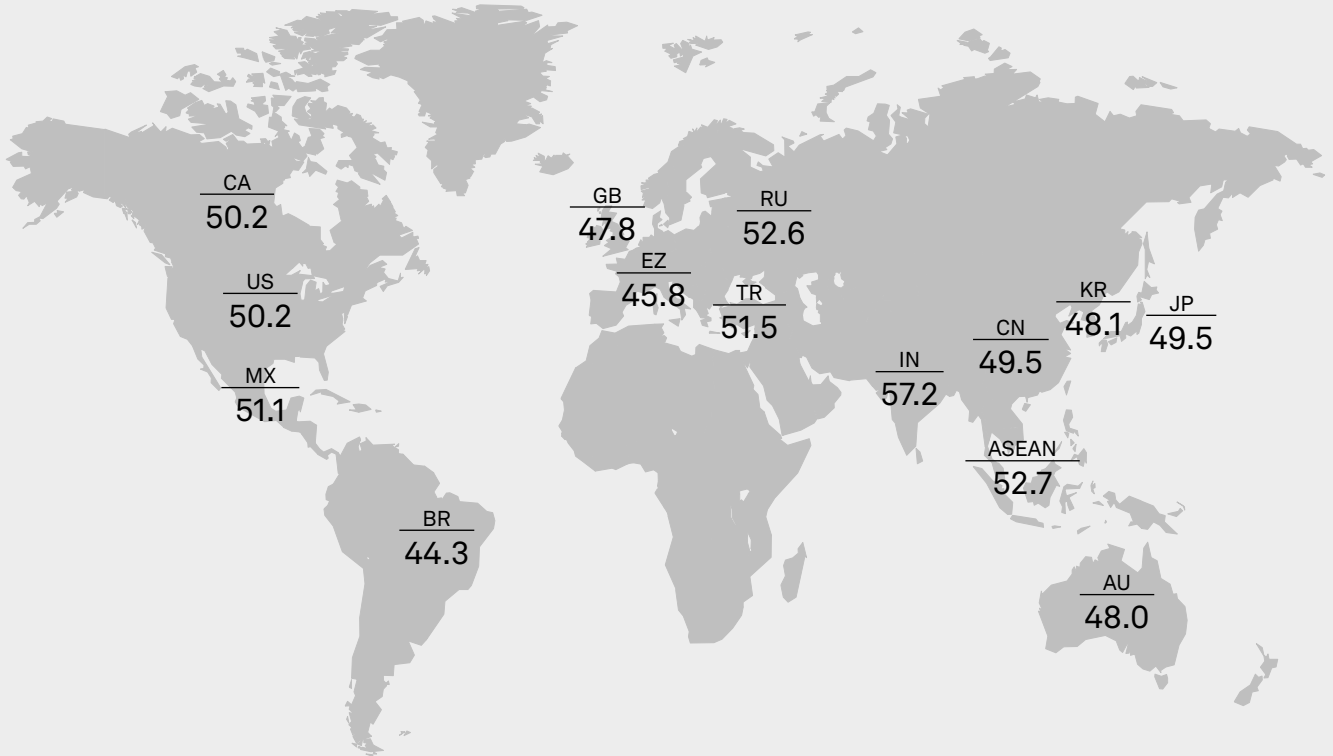 CA
50.2
GB
47.8
RU
52.6
EZ
45.8
US
50.2
TR
51.5
KR
48.1
JP
49.5
CN
49.5
IN
57.2
MX
51.1
ASEAN
52.7
BR
44.3
AU
48.0